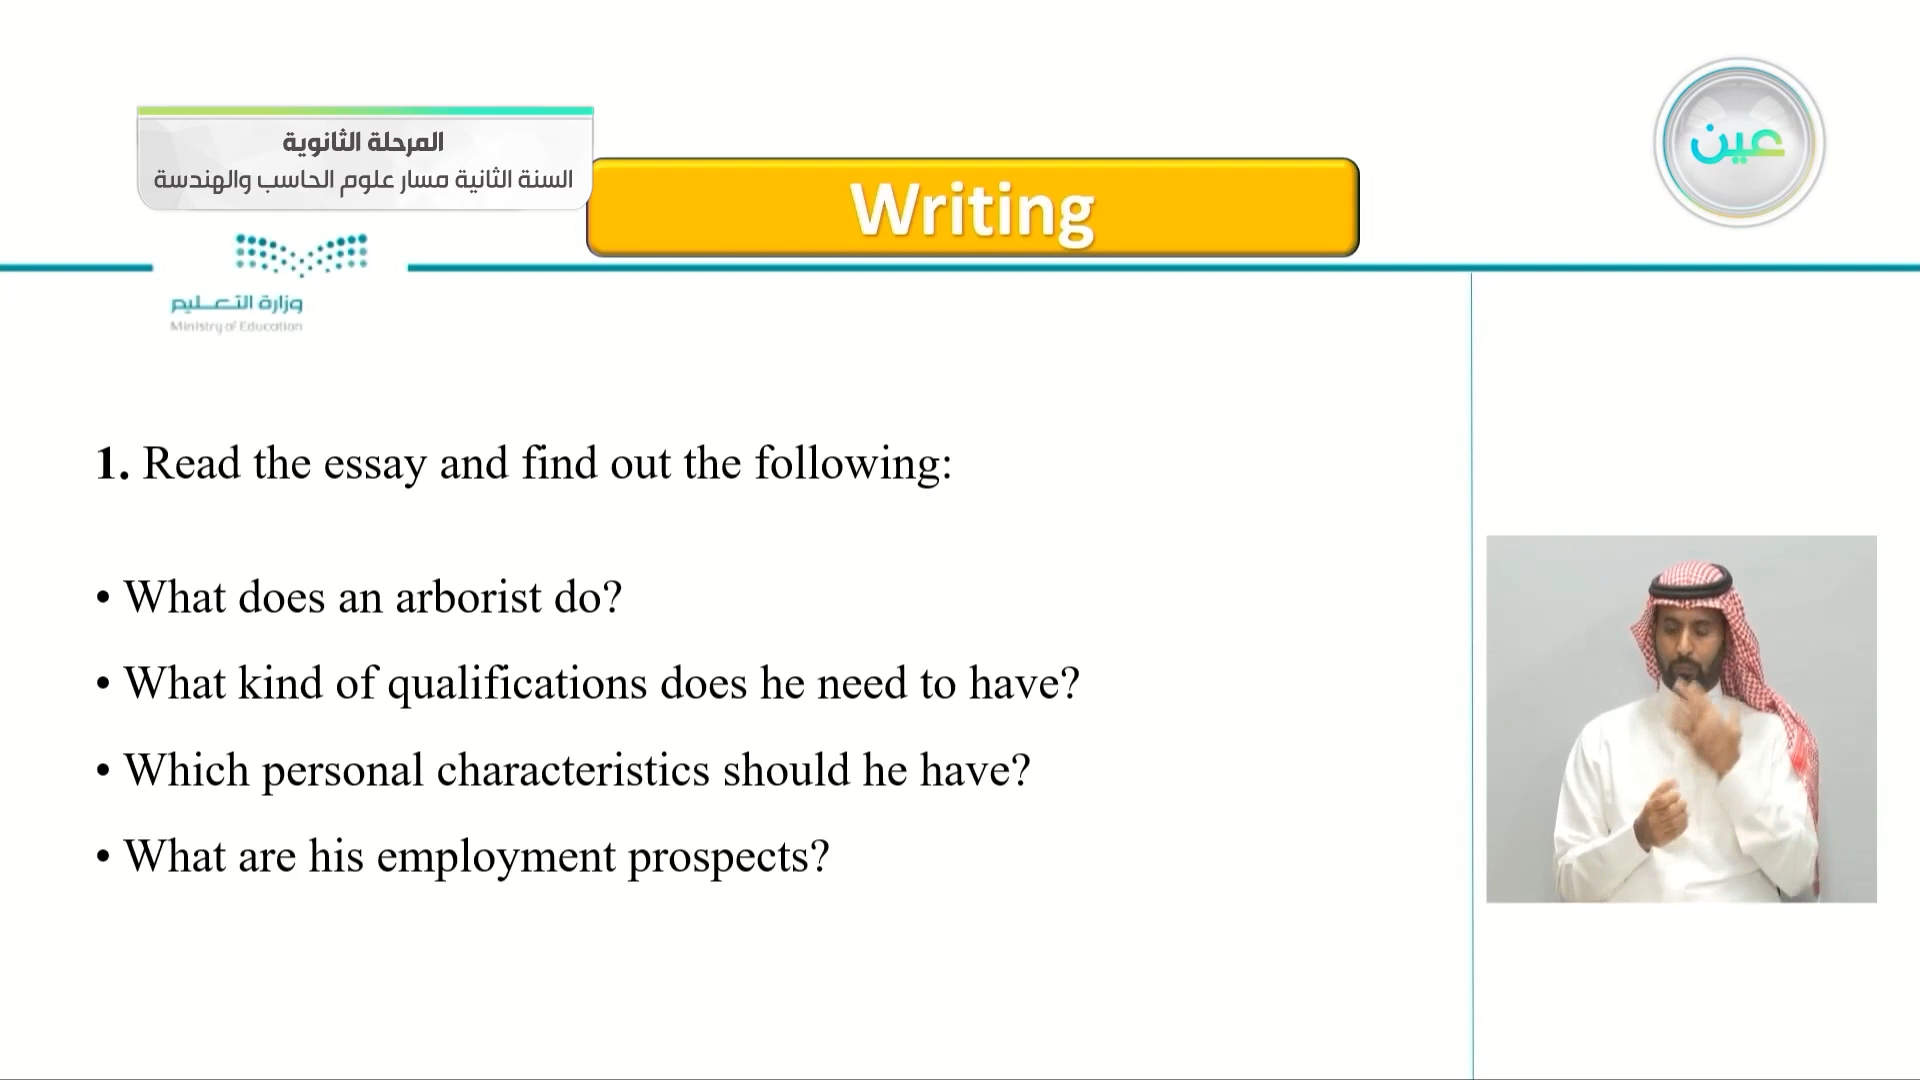 المرحلة الثانوية
السنة الثانية مسار علوم الحاسب والهندسة
Writing
عين
وزارة التعليم
Ministry of Education
1. Read the essay and find out the following:
• What does an arborist do?
• What kind of qualifications does he need to have?
• Which personal characteristics should he have?
• What are his employment prospects?